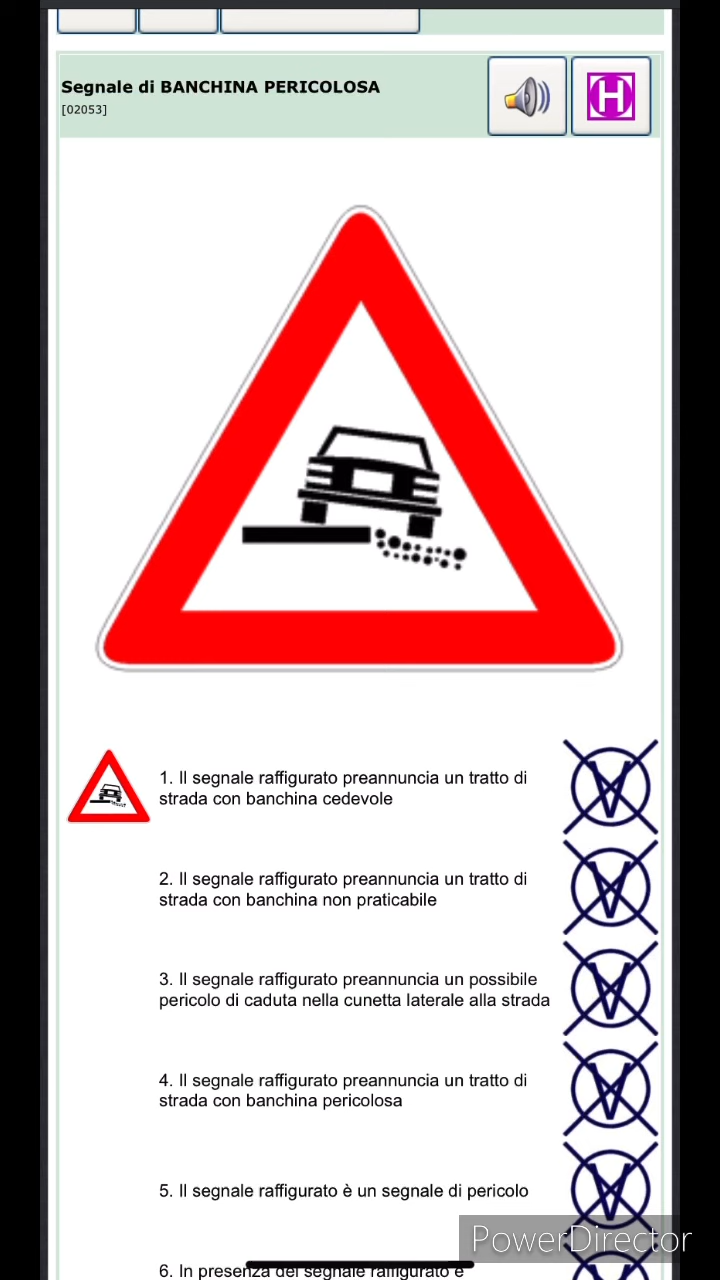 Segnale di BANCHINA PERICOLOSA
[02053]
H
1. Il segnale raffigurato preannuncia un tratto di
strada con banchina cedevole
V
2. Il segnale raffigurato preannuncia un tratto di
strada con banchina non praticabile
V
3. Il segnale raffigurato preannuncia un possibile
pericolo di caduta nella cunetta laterale alla strada
V
4. Il segnale raffigurato preannuncia un tratto di
strada con banchina pericolosa
V
5. Il segnale raffigurato è un segnale di pericolo
V
PowerDirector
6. In presenza del segnale raffigurato è